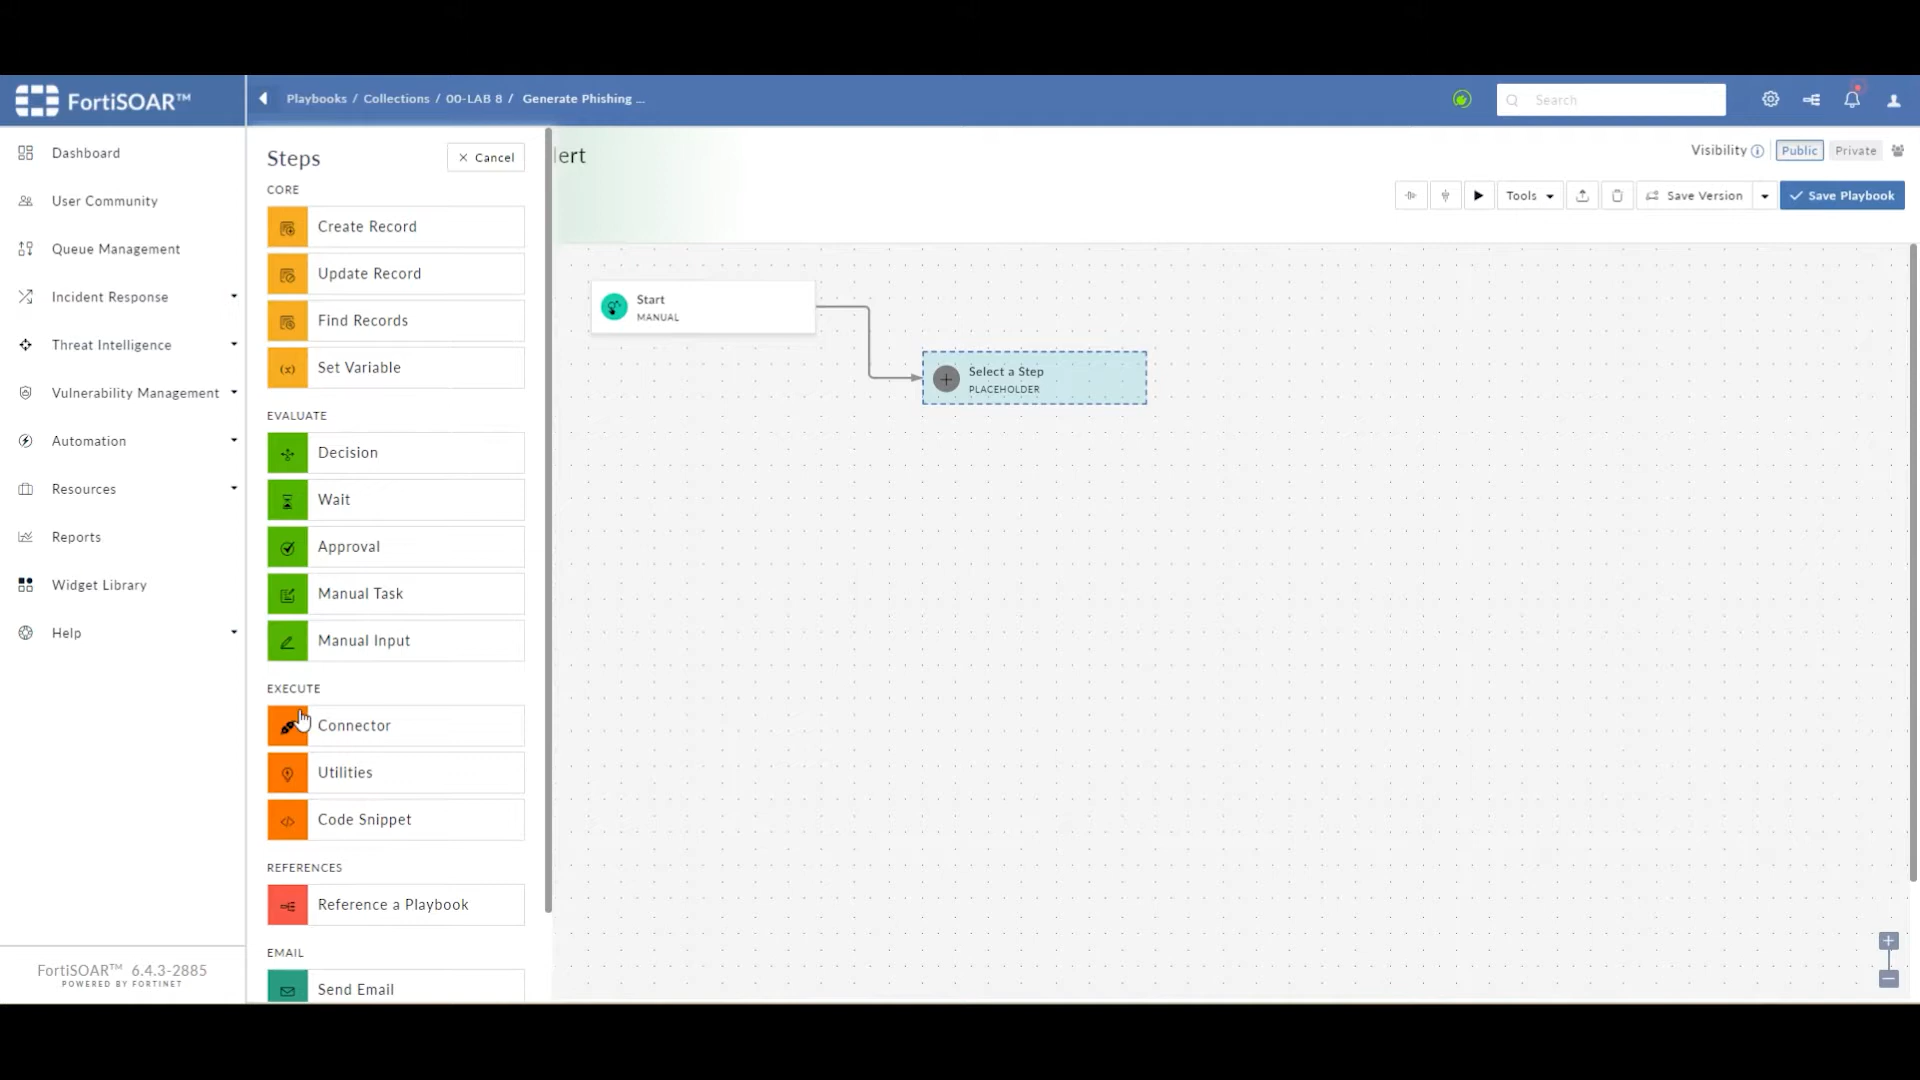 FortiSOAR™
Playbooks / Collections / 00-LAB 8 / Generate Phishing ...
Search
Dashboard
User Community
Queue Management
Incident Response
Threat Intelligence
Vulnerability Management
Automation
Resources
Reports
Widget Library
Help
FortiSOAR™ 6.4.3-2885
POWERED BY FORTINET
Steps
× Cancel
CORE
Create Record
Update Record
Find Records
(x) Set Variable
EVALUATE
Decision
Wait
Approval
Manual Task
Manual Input
EXECUTE
Connector
Utilities
</> Code Snippet
REFERENCES
Reference a Playbook
EMAIL
Send Email
lert
Visibility
Public
Private
Tools
Save Version
Save Playbook
Start
MANUAL
Select a Step
PLACEHOLDER